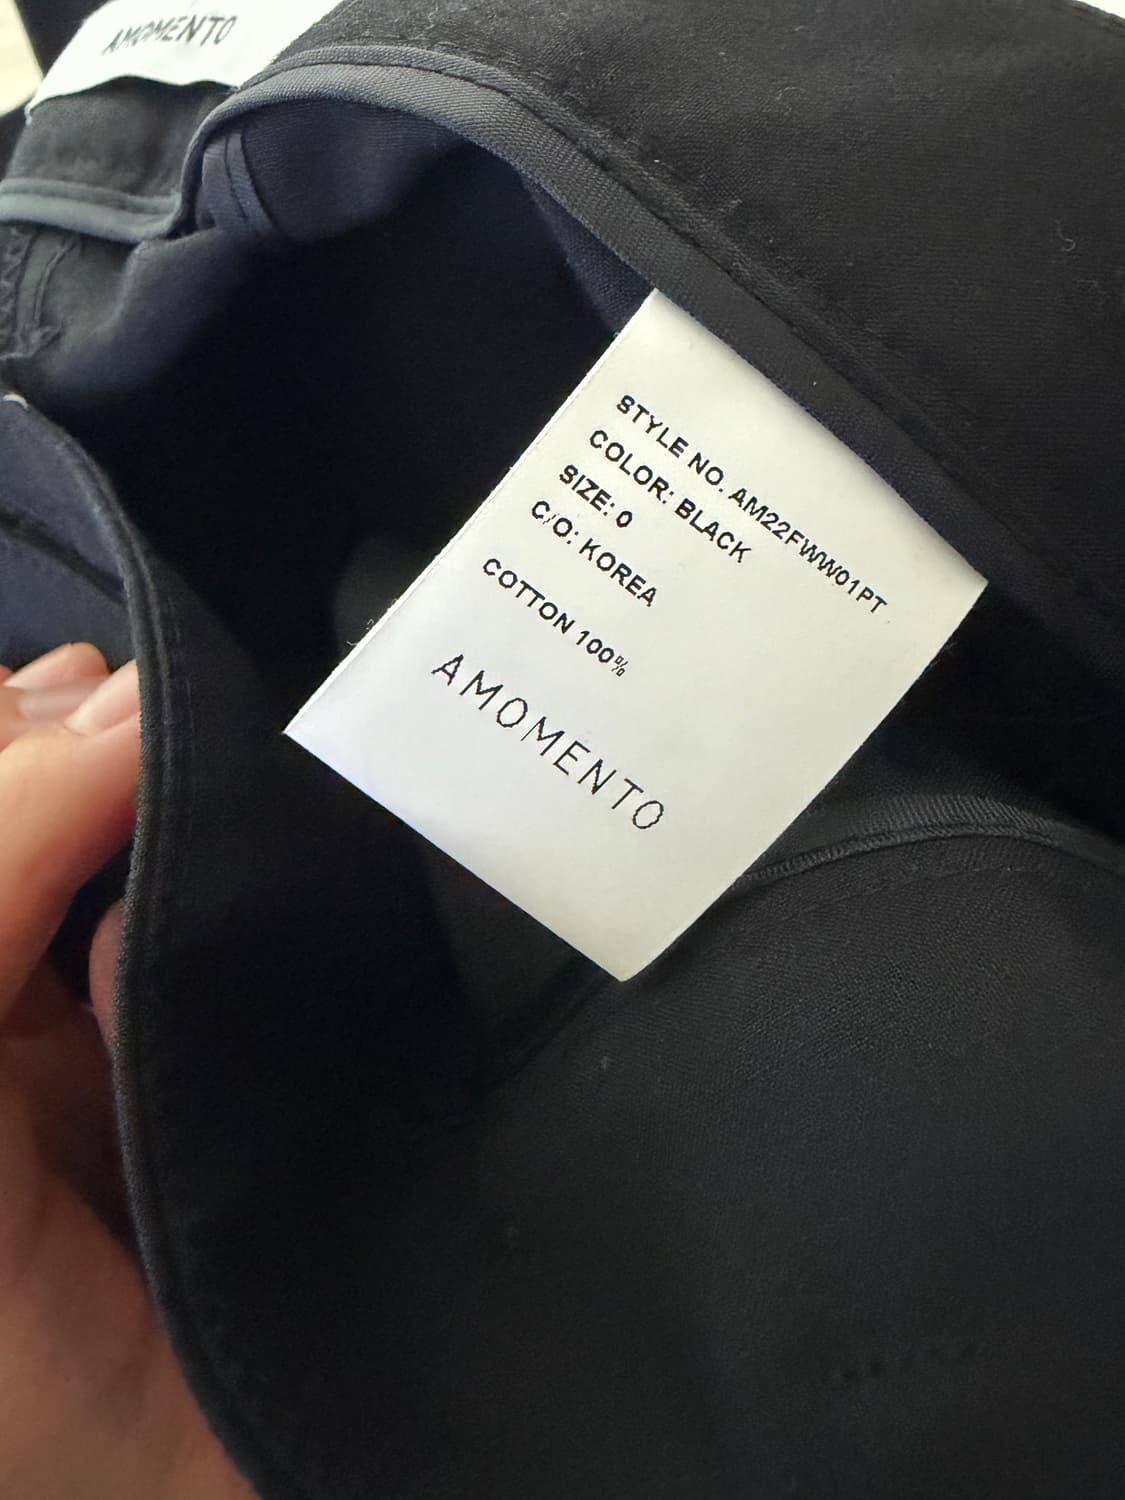 AMOMENTO
STYLE NO. AM22FWW01PT
COLOR: BLACK
SIZE: 0
C/O: KOREA
COTTON 100%
AMOMENTO